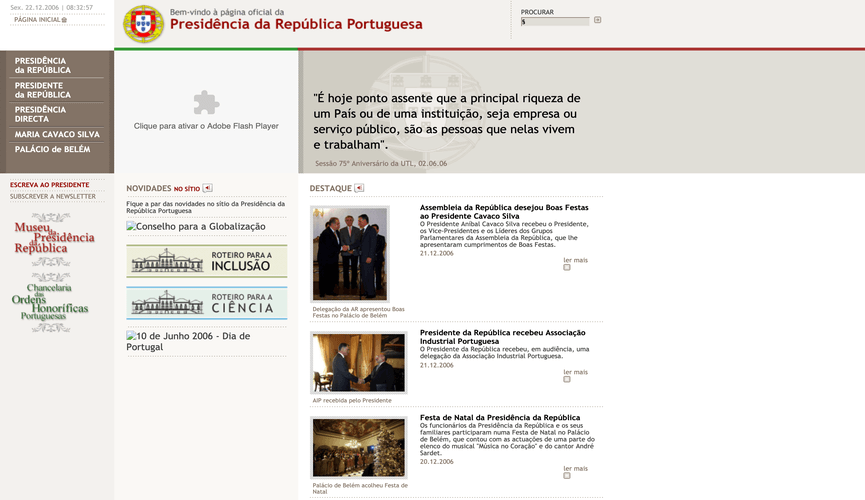 Sex. 22.12.2006 | 08:32:57
PÁGINA INICIAL
Bem-vindo à página oficial da
Presidência da República Portuguesa
PROCURAR
PRESIDÊNCIA
da REPÚBLICA
PRESIDENTE
da REPÚBLICA
PRESIDÊNCIA
DIRECTA
MARIA CAVACO SILVA
PALÁCIO de BELÉM
Clique para ativar o Adobe Flash Player
"É hoje ponto assente que a principal riqueza de
um País ou de uma instituição, seja empresa ou
serviço público, são as pessoas que nelas vivem
e trabalham".
Sessão 75º Aniversário da UTL, 02.06.06
ESCREVA AO PRESIDENTE
SUBSCREVER A NEWSLETTER
Museu
da
Presidência
da
República
Chancelaria
das
Ordens
Honoríficas
Portuguesas
NOVIDADES NO SÍTIO
Fique a par das novidades no sítio da Presidência da
República Portuguesa
Conselho para a Globalização
ROTEIRO PARA A
INCLUSÃO
ROTEIRO PARA A
CIÊNCIA
10 de Junho 2006 - Dia de
Portugal
DESTAQUE
Assembleia da República desejou Boas Festas
ao Presidente Cavaco Silva
O Presidente Aníbal Cavaco Silva recebeu o Presidente,
os Vice-Presidentes e os Líderes dos Grupos
Parlamentares da Assembleia da República, que lhe
apresentaram cumprimentos de Boas Festas.
21.12.2006
ler mais
Delegação da AR apresentou Boas
Festas no Palácio de Belém
Presidente da República recebeu Associação
Industrial Portuguesa
O Presidente da República recebeu, em audiência, uma
delegação da Associação Industrial Portuguesa.
21.12.2006
ler mais
AIP recebida pelo Presidente
Festa de Natal da Presidência da República
Os funcionários da Presidência da República e os seus
familiares participaram numa Festa de Natal no Palácio
de Belém, que contou com as actuações de uma parte do
elenco do musical "Música no Coração" e do cantor André
Sardet.
20.12.2006
ler mais
Palácio de Belém acolheu Festa de
Natal